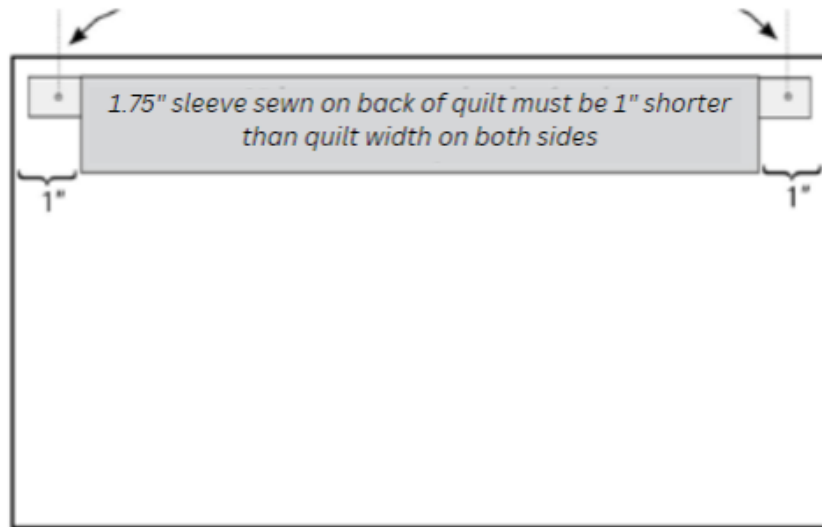 1.75" sleeve sewn on back of quilt must be 1" shorter
than quilt width on both sides
1"
1"